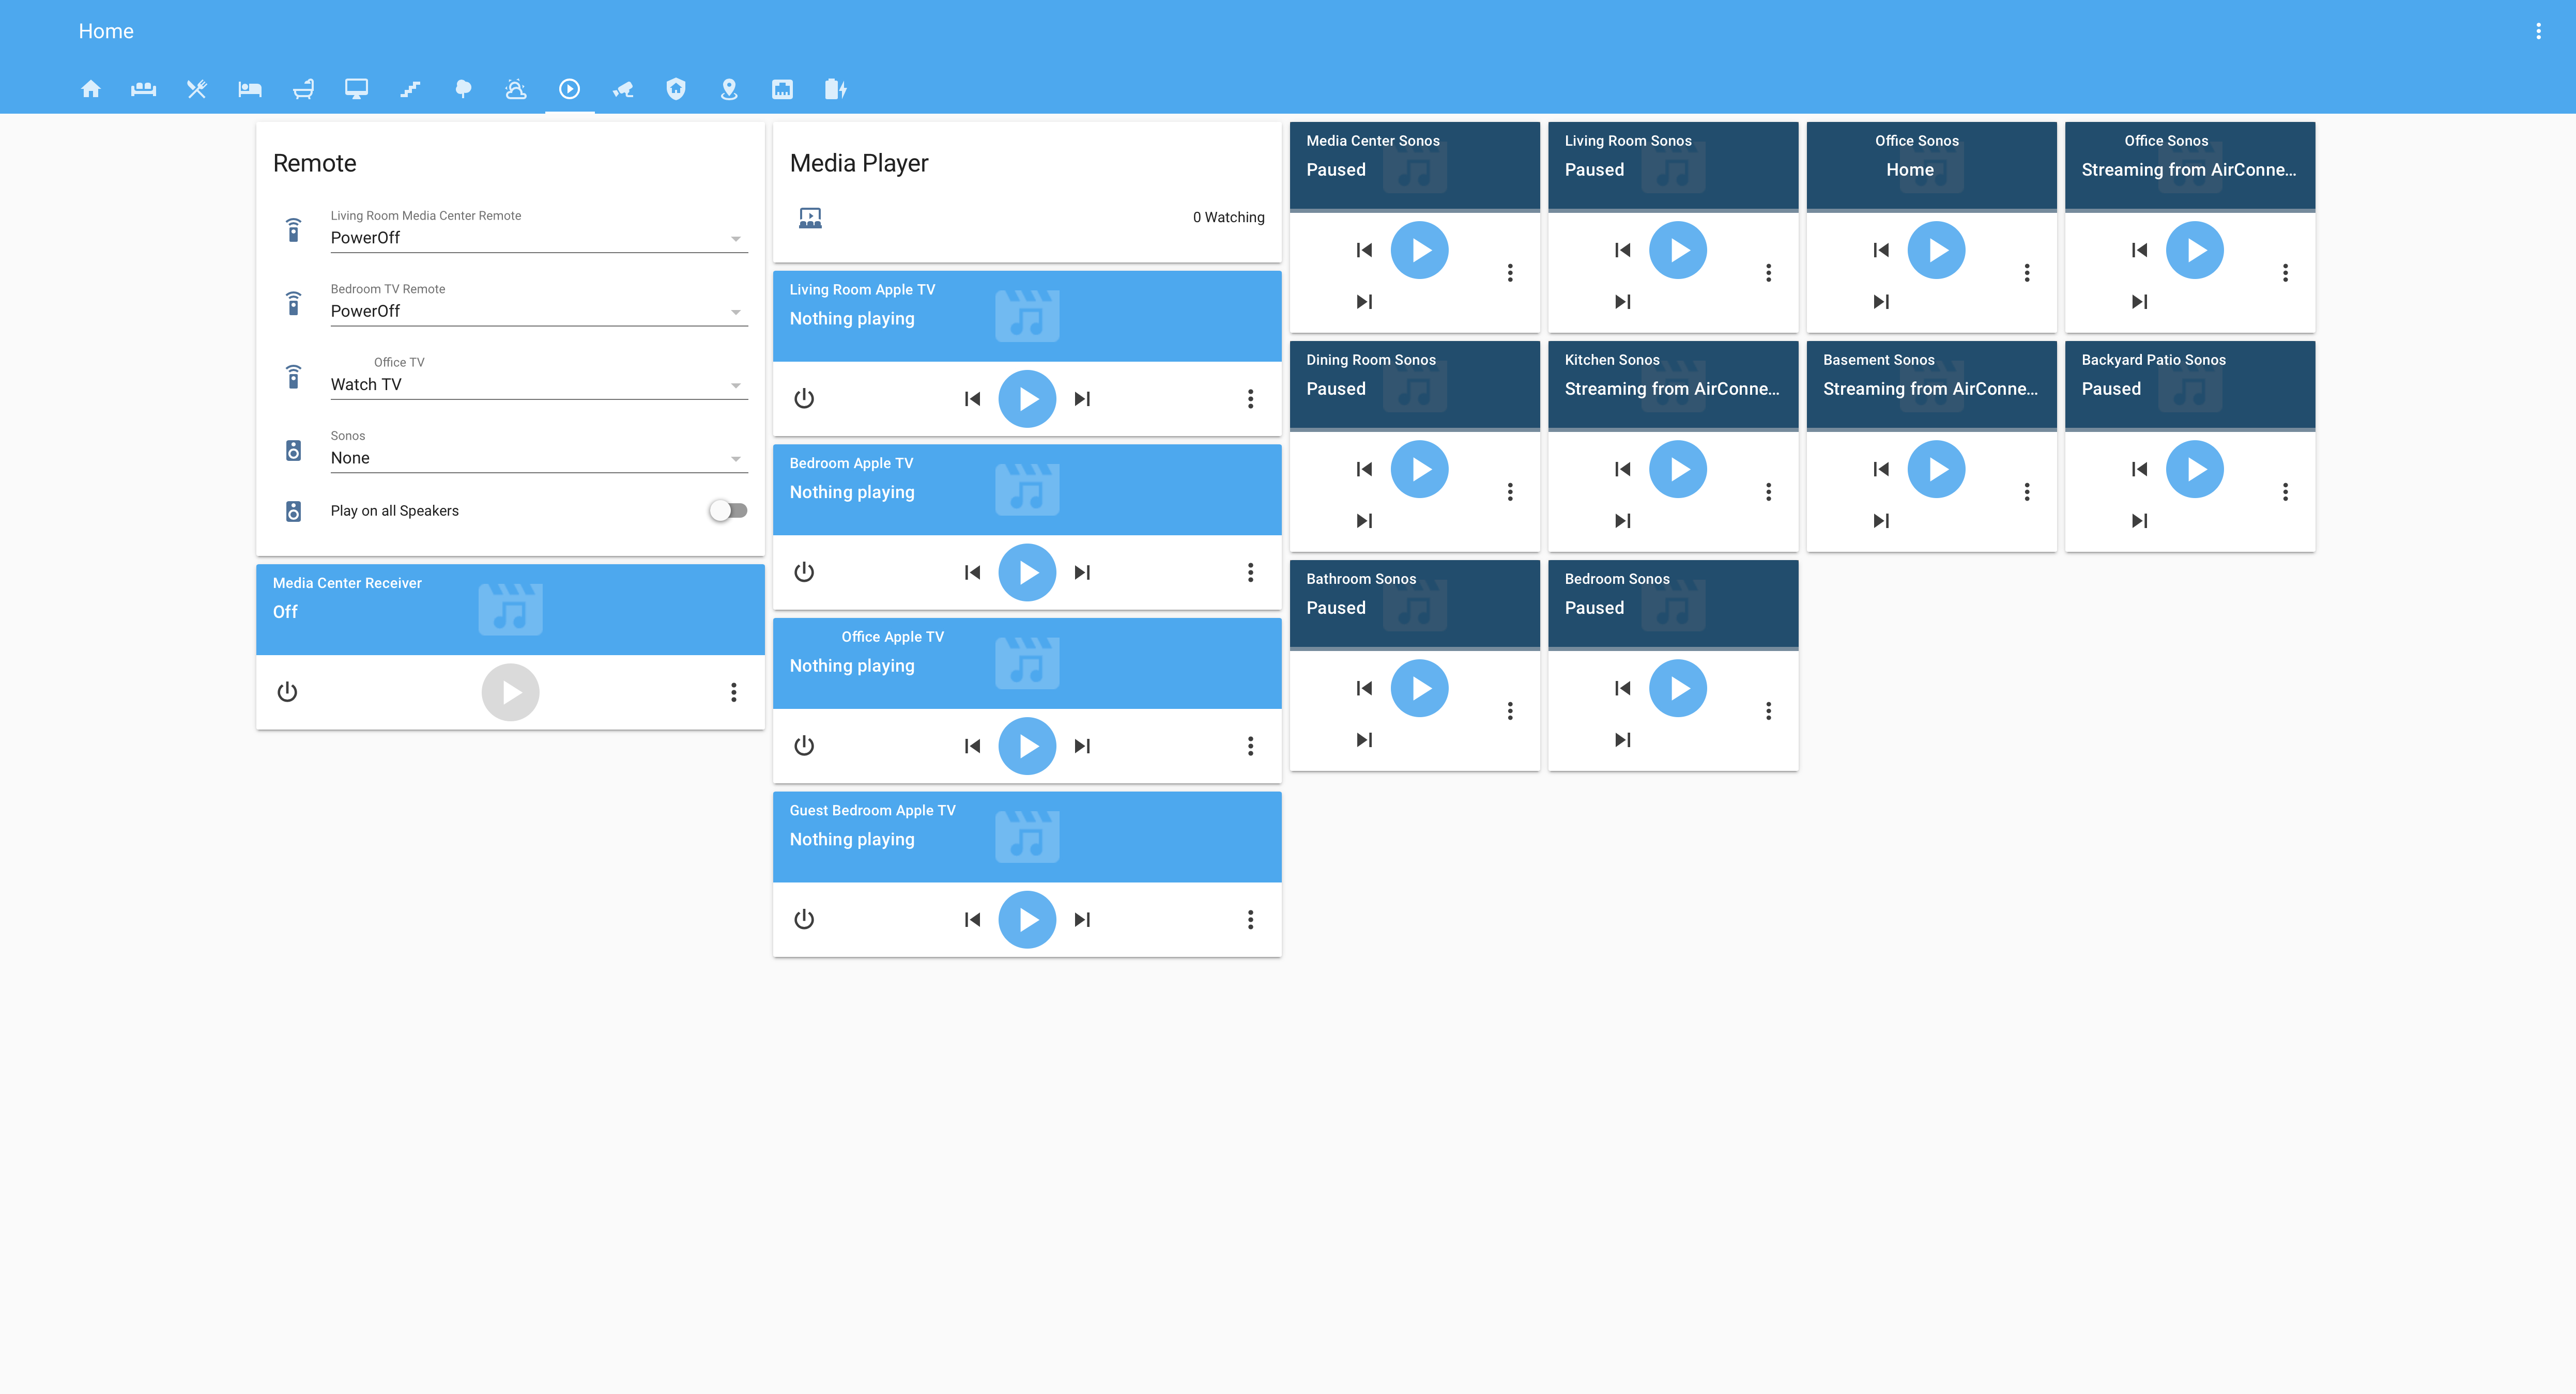 Home
Remote
Living Room Media Center Remote
PowerOff
Bedroom TV Remote
PowerOff
Office TV
Watch TV
Sonos
None
Play on all Speakers
Media Center Receiver
Off
Media Player
0 Watching
Living Room Apple TV
Nothing playing
Bedroom Apple TV
Nothing playing
Office Apple TV
Nothing playing
Guest Bedroom Apple TV
Nothing playing
Media Center Sonos
Paused
Living Room Sonos
Paused
Office Sonos
Home
Office Sonos
Streaming from AirConne...
Dining Room Sonos
Paused
Kitchen Sonos
Streaming from AirConne...
Basement Sonos
Streaming from AirConne...
Backyard Patio Sonos
Paused
Bathroom Sonos
Paused
Bedroom Sonos
Paused